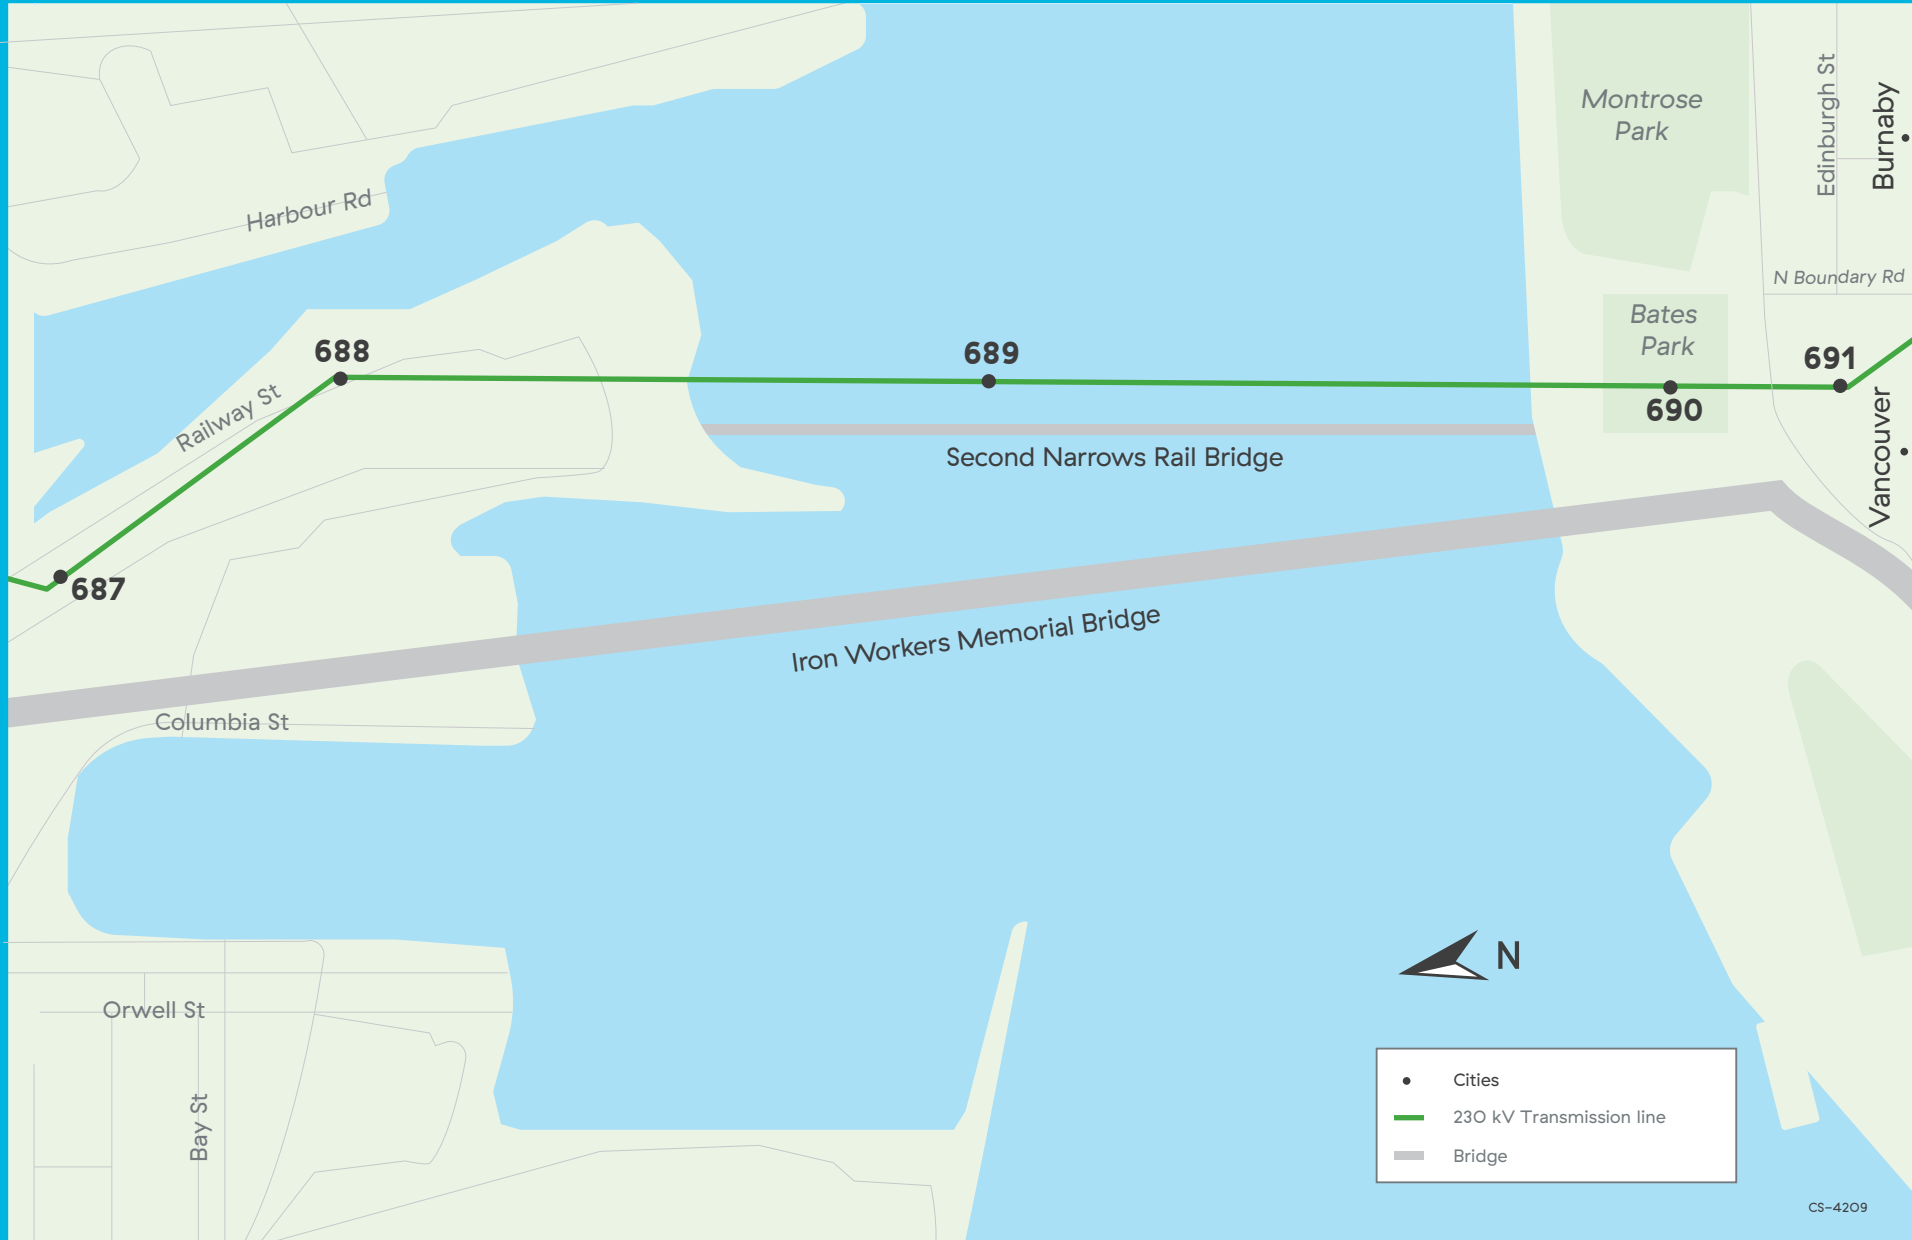 Montrose
Park
Edinburgh St
Burnaby
Harbour Rd
N Boundary Rd
Bates
Park
688
689
691
690
Railway St
Vancouver
Second Narrows Rail Bridge
687
Iron Workers Memorial Bridge
Columbia St
N
Orwell St
Bay St
Cities
230 kV Transmission line
Bridge
CS-4209